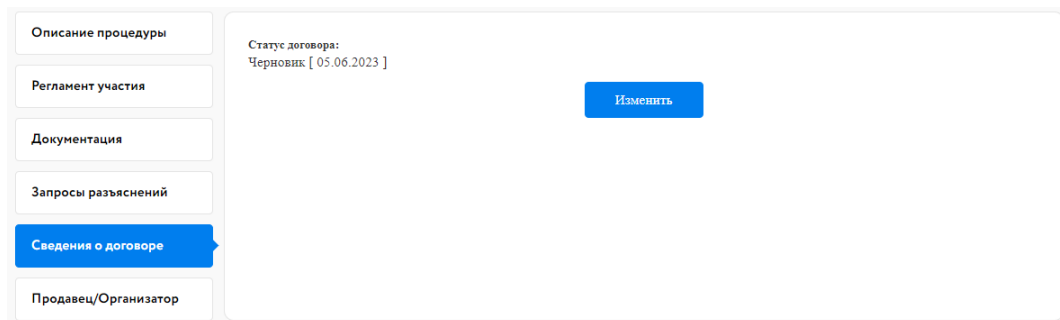 Описание процедуры
Регламент участия
Документация
Запросы разъяснений
Сведения о договоре
Продавец/Организатор
Статус договора:
Черновик [ 05.06.2023 ]
Изменить